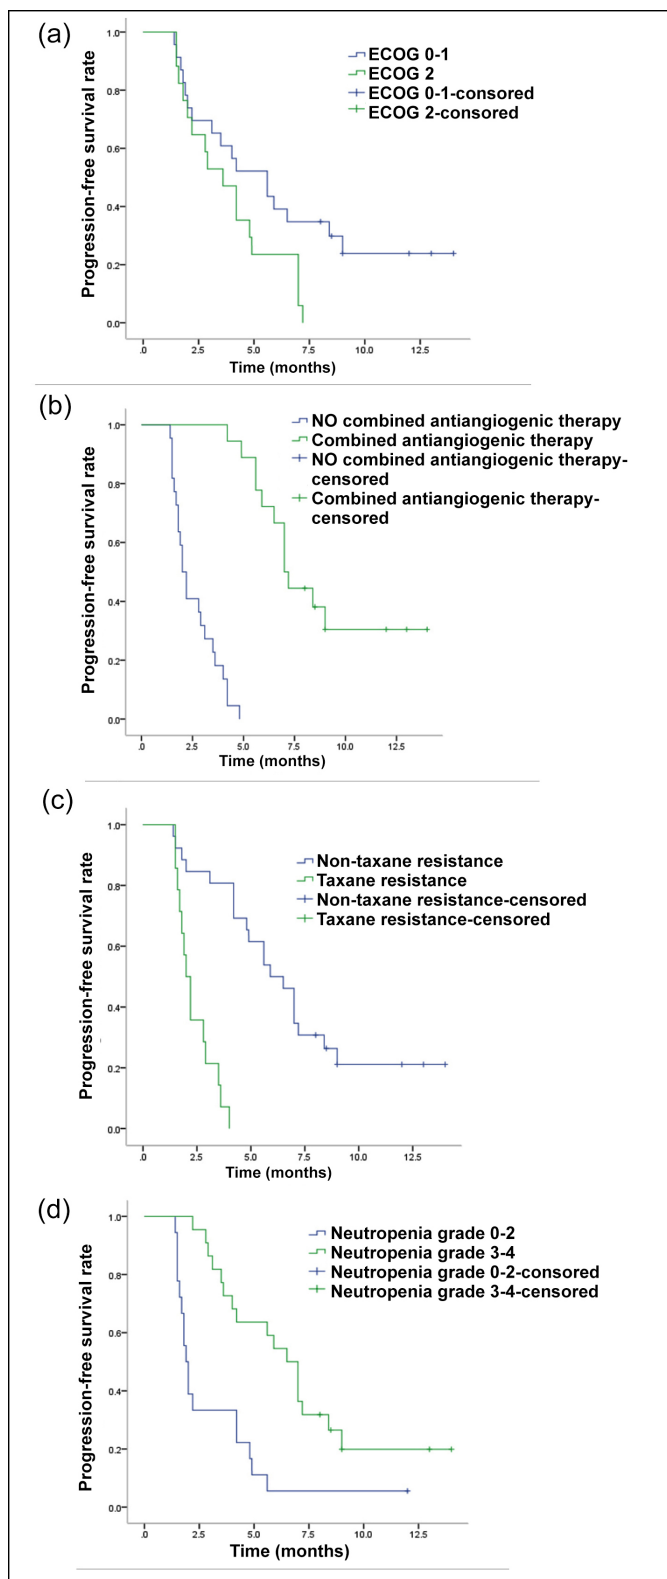 (a)
Progression-free survival rate
1.0
0.8
0.6
0.4
0.2
0.0
ECOG 0-1
ECOG 2
ECOG 0-1-consored
ECOG 2-consored
.0 2.5 5.0 7.5 10.0 12.5
Time (months)
(b)
Progression-free survival rate
1.0
0.8
0.6
0.4
0.2
0.0
NO combined antiangiogenic therapy
Combined antiangiogenic therapy
NO combined antiangiogenic therapy-
censored
Combined antiangiogenic therapy-
censored
.0 2.5 5.0 7.5 10.0 12.5
Time (months)
(c)
Progression-free survival rate
1.0
0.8
0.6
0.4
0.2
0.0
Non-taxane resistance
Taxane resistance
Non-taxane resistance-censored
Taxane resistance-censored
.0 2.5 5.0 7.5 10.0 12.5
Time (months)
(d)
Progression-free survival rate
1.0
0.8
0.6
0.4
0.2
0.0
Neutropenia grade 0-2
Neutropenia grade 3-4
Neutropenia grade 0-2-consored
Neutropenia grade 3-4-censored
.0 2.5 5.0 7.5 10.0 12.5
Time (months)